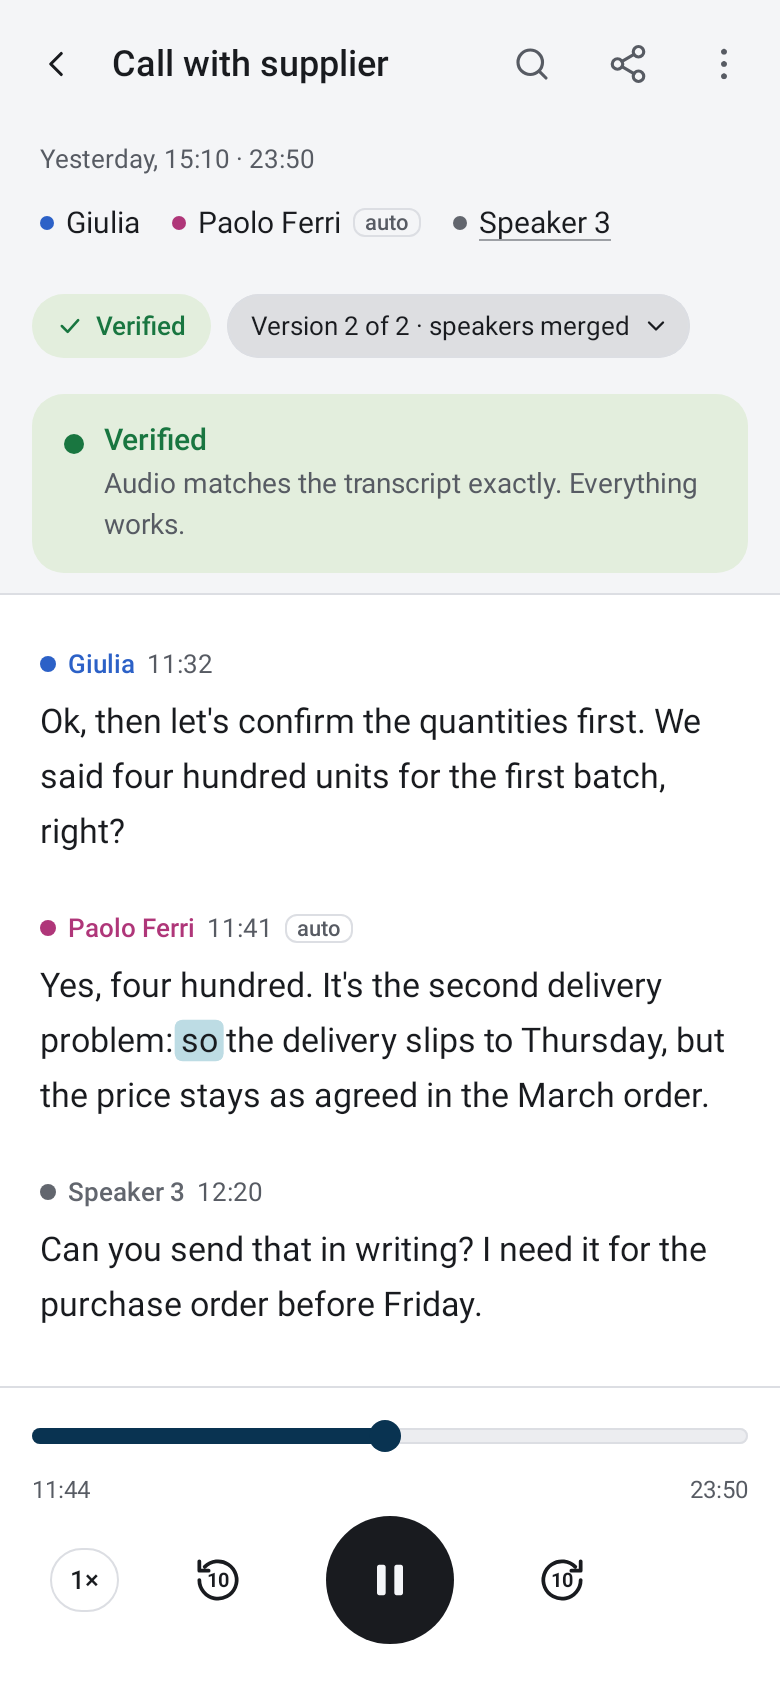 Call with supplier
Yesterday, 15:10 · 23:50
Giulia Paolo Ferri auto Speaker 3
Verified Version 2 of 2 · speakers merged
Verified
Audio matches the transcript exactly. Everything
works.
Giulia 11:32
Ok, then let's confirm the quantities first. We
said four hundred units for the first batch,
right?
Paolo Ferri 11:41 auto
Yes, four hundred. It's the second delivery
problem: so the delivery slips to Thursday, but
the price stays as agreed in the March order.
Speaker 3 12:20
Can you send that in writing? I need it for the
purchase order before Friday.
11:44 23:50
1× 10 10